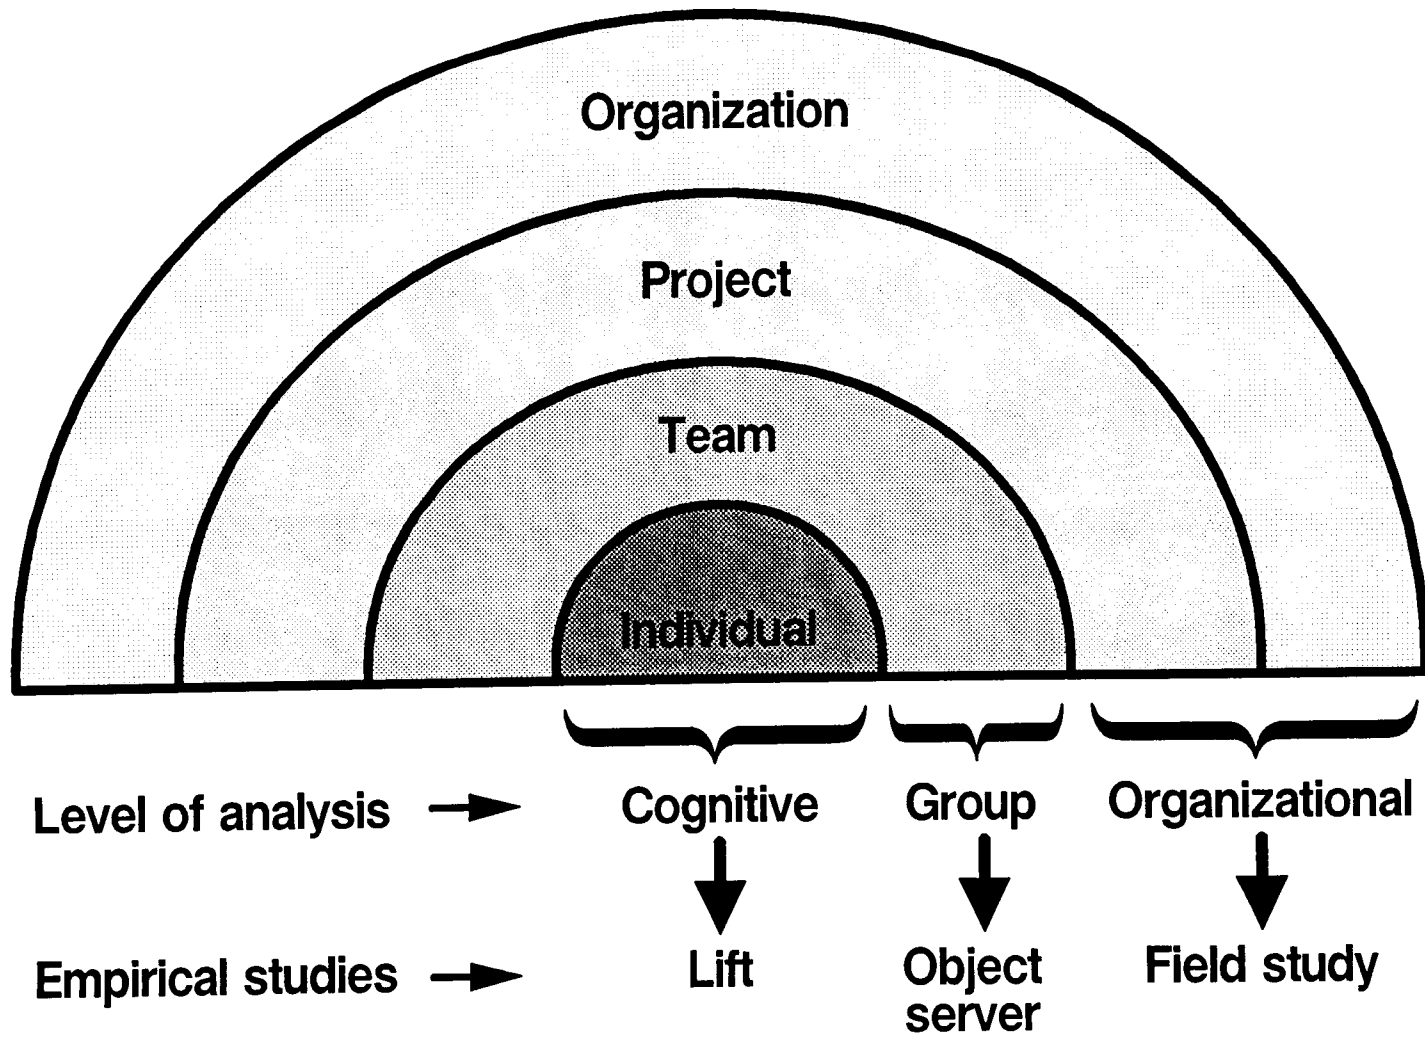 Organization
Project
Team
Individual
Level of analysis
Cognitive
Group
Organizational
Empirical studies
Lift
Object
server
Field study